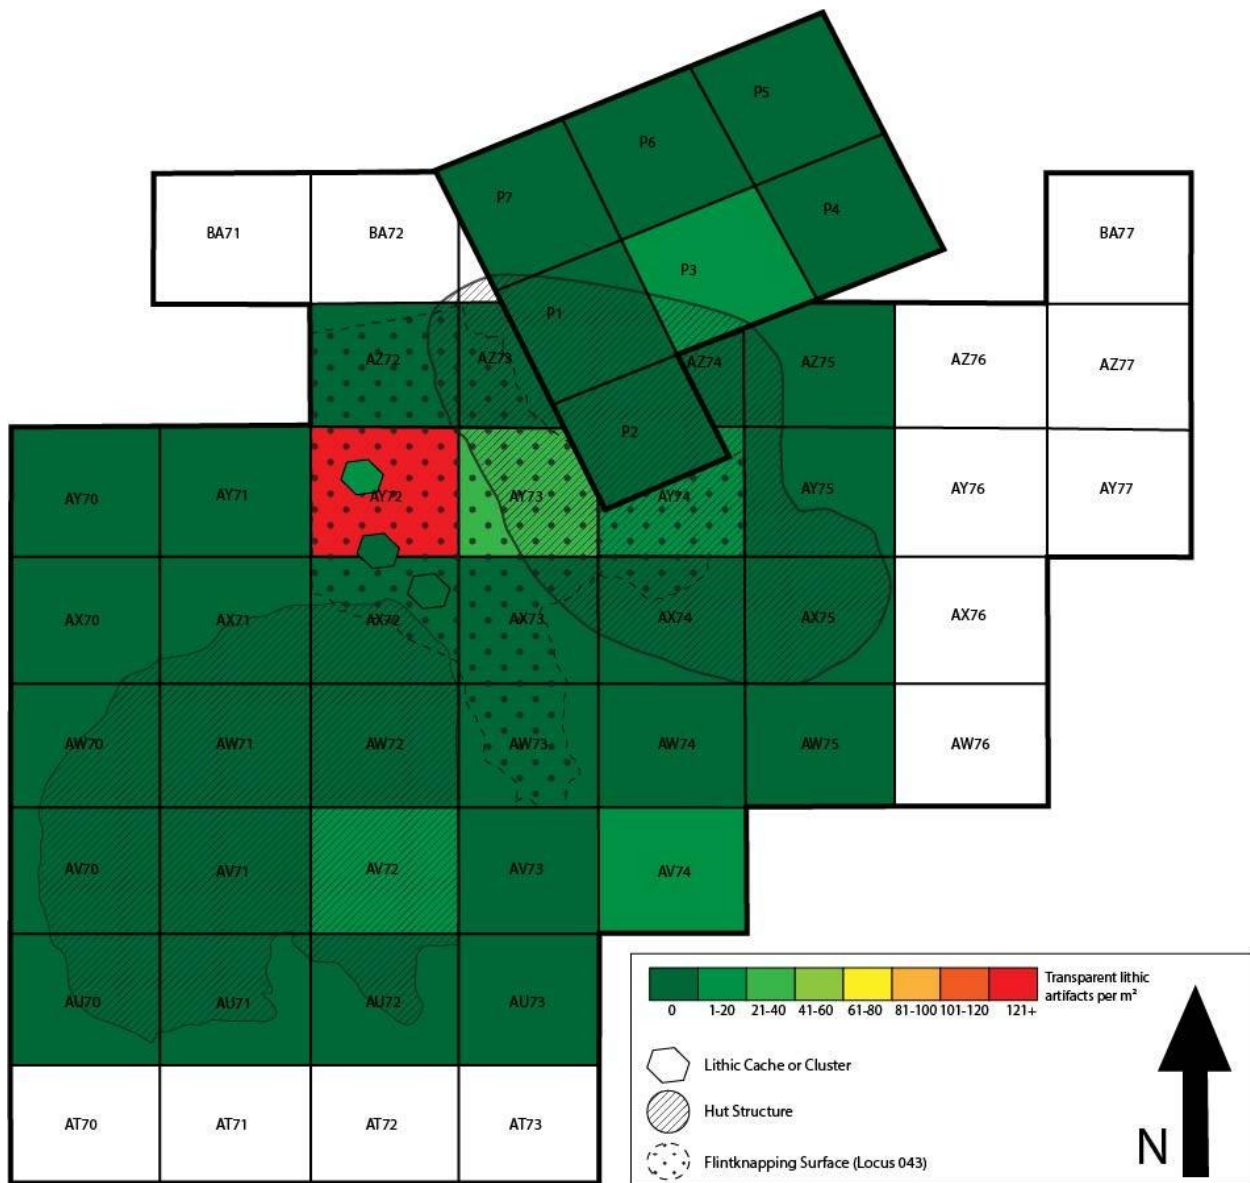 P5
P6
P7
P4
BA71
BA72
BA77
P3
P1
AZ72
AZ73
AZ74
AZ75
AZ76
AZ77
P2
AY70
AY71
AY72
AY73
AY74
AY75
AY76
AY77
AX70
AX71
AX72
AX73
AX74
AX75
AX76
AW70
AW71
AW72
AW73
AW74
AW75
AW76
AV70
AV71
AV72
AV73
AV74
AU70
AU71
AU72
AU73
AT70
AT71
AT72
AT73
Transparent lithic
artifacts per m²
0 1-20 21-40 41-60 61-80 81-100 101-120 121+
Lithic Cache or Cluster
Hut Structure
Flintknapping Surface (Locus 043)
N